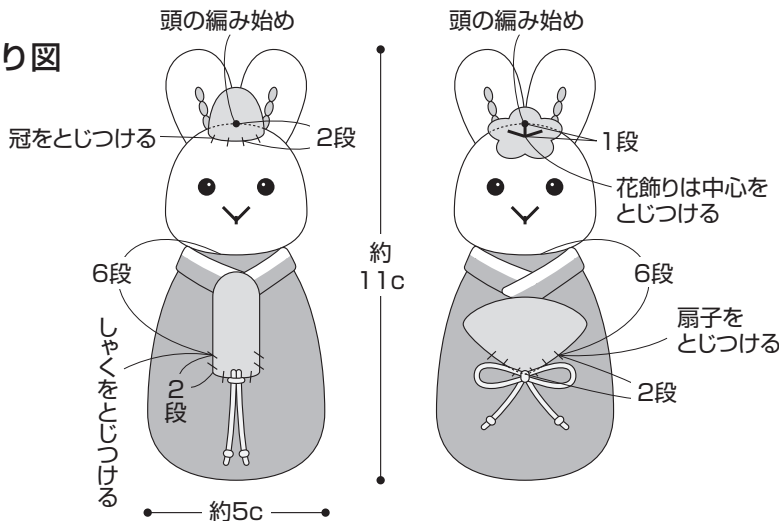 り図
頭の編み始め
冠をとじつける
2段
6段
しゃくをとじつける
2段
約5c
約
11c
頭の編み始め
1段
花飾りは中心を
とじつける
6段
扇子を
とじつける
2段